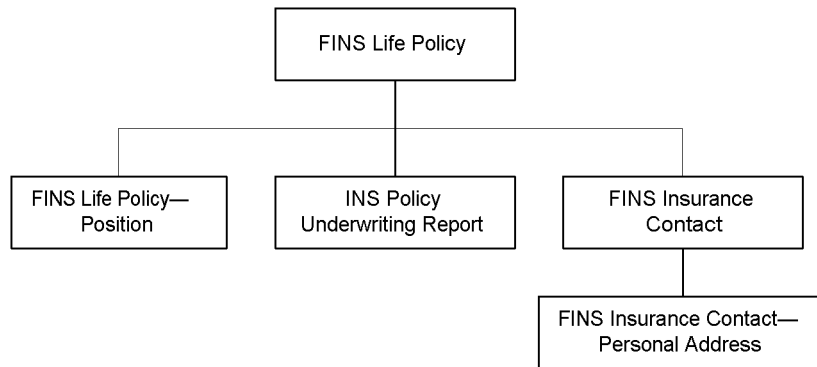 FINS Life Policy
FINS Life Policy—
Position
INS Policy
Underwriting Report
FINS Insurance
Contact
FINS Insurance Contact—
Personal Address